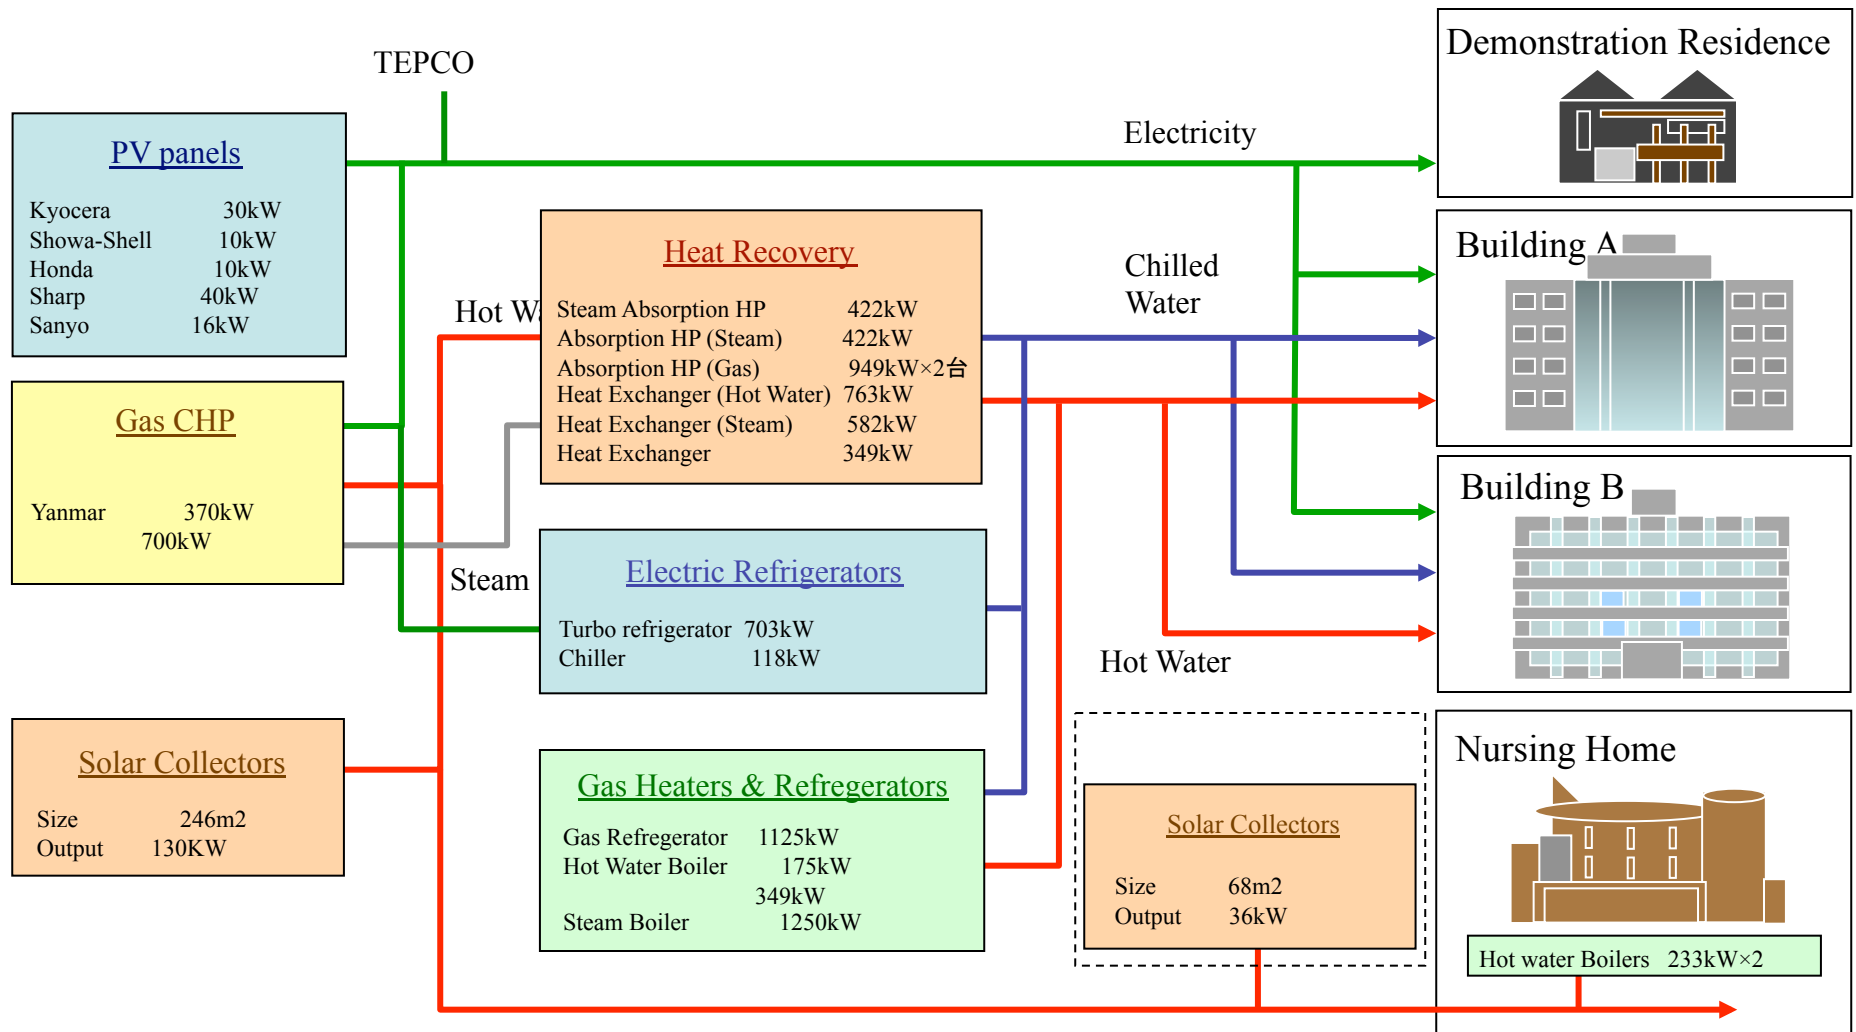 TEPCO
PV panels
Kyocera 30kW
Showa-Shell 10kW
Honda 10kW
Sharp 40kW
Sanyo 16kW
Gas CHP
Yanmar 370kW
700kW
Solar Collectors
Size 246m2
Output 130KW
Hot
Heat Recovery
Steam Absorption HP 422kW
Absorption HP (Steam) 422kW
Absorption HP (Gas) 949kW×2台
Heat Exchanger (Hot Water) 763kW
Heat Exchanger (Steam) 582kW
Heat Exchanger 349kW
Steam
Electric Refrigerators
Turbo refrigerator 703kW
Chiller 118kW
Gas Heaters & Refregerators
Gas Refregerator 1125kW
Hot Water Boiler 175kW
349kW
Steam Boiler 1250kW
Electricity
Chilled
Water
Hot Water
Solar Collectors
Size 68m2
Output 36kW
Demonstration Residence
Building A
Building B
Nursing Home
Hot water Boilers 233kW×2